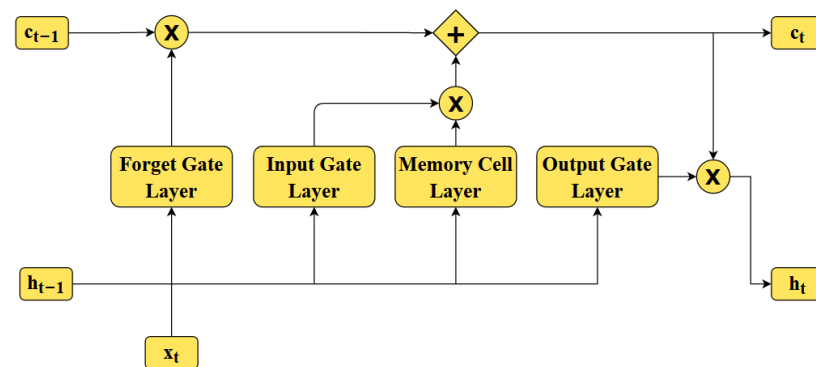 c_{t−1}
X
+
c_t
X
Forget Gate
Layer
Input Gate
Layer
Memory Cell
Layer
Output Gate
Layer
X
h_{t−1}
h_t
x_t